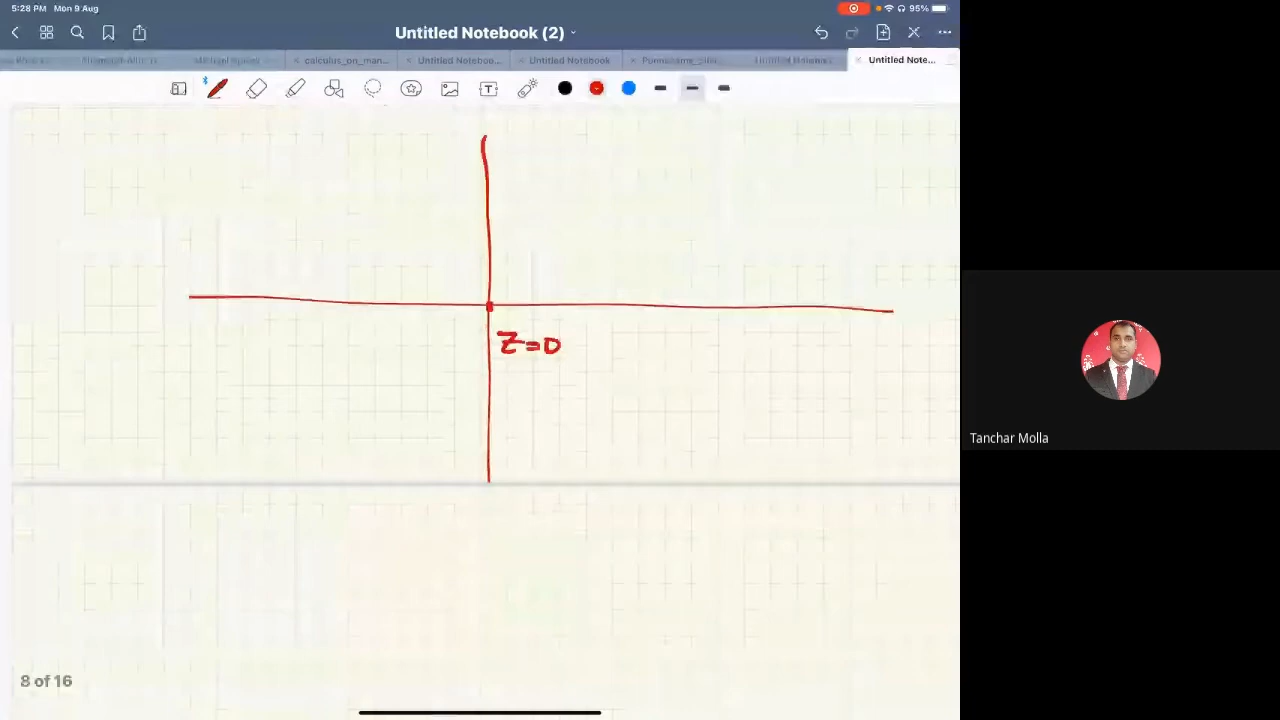 5:28 PM Mon 9 Aug
95%
Untitled Notebook (2)
calculus_on_man...
Untitled Noteboo...
Untitled Notebook
Untitled Note...
Z=0
Tanchar Molla
8 of 16